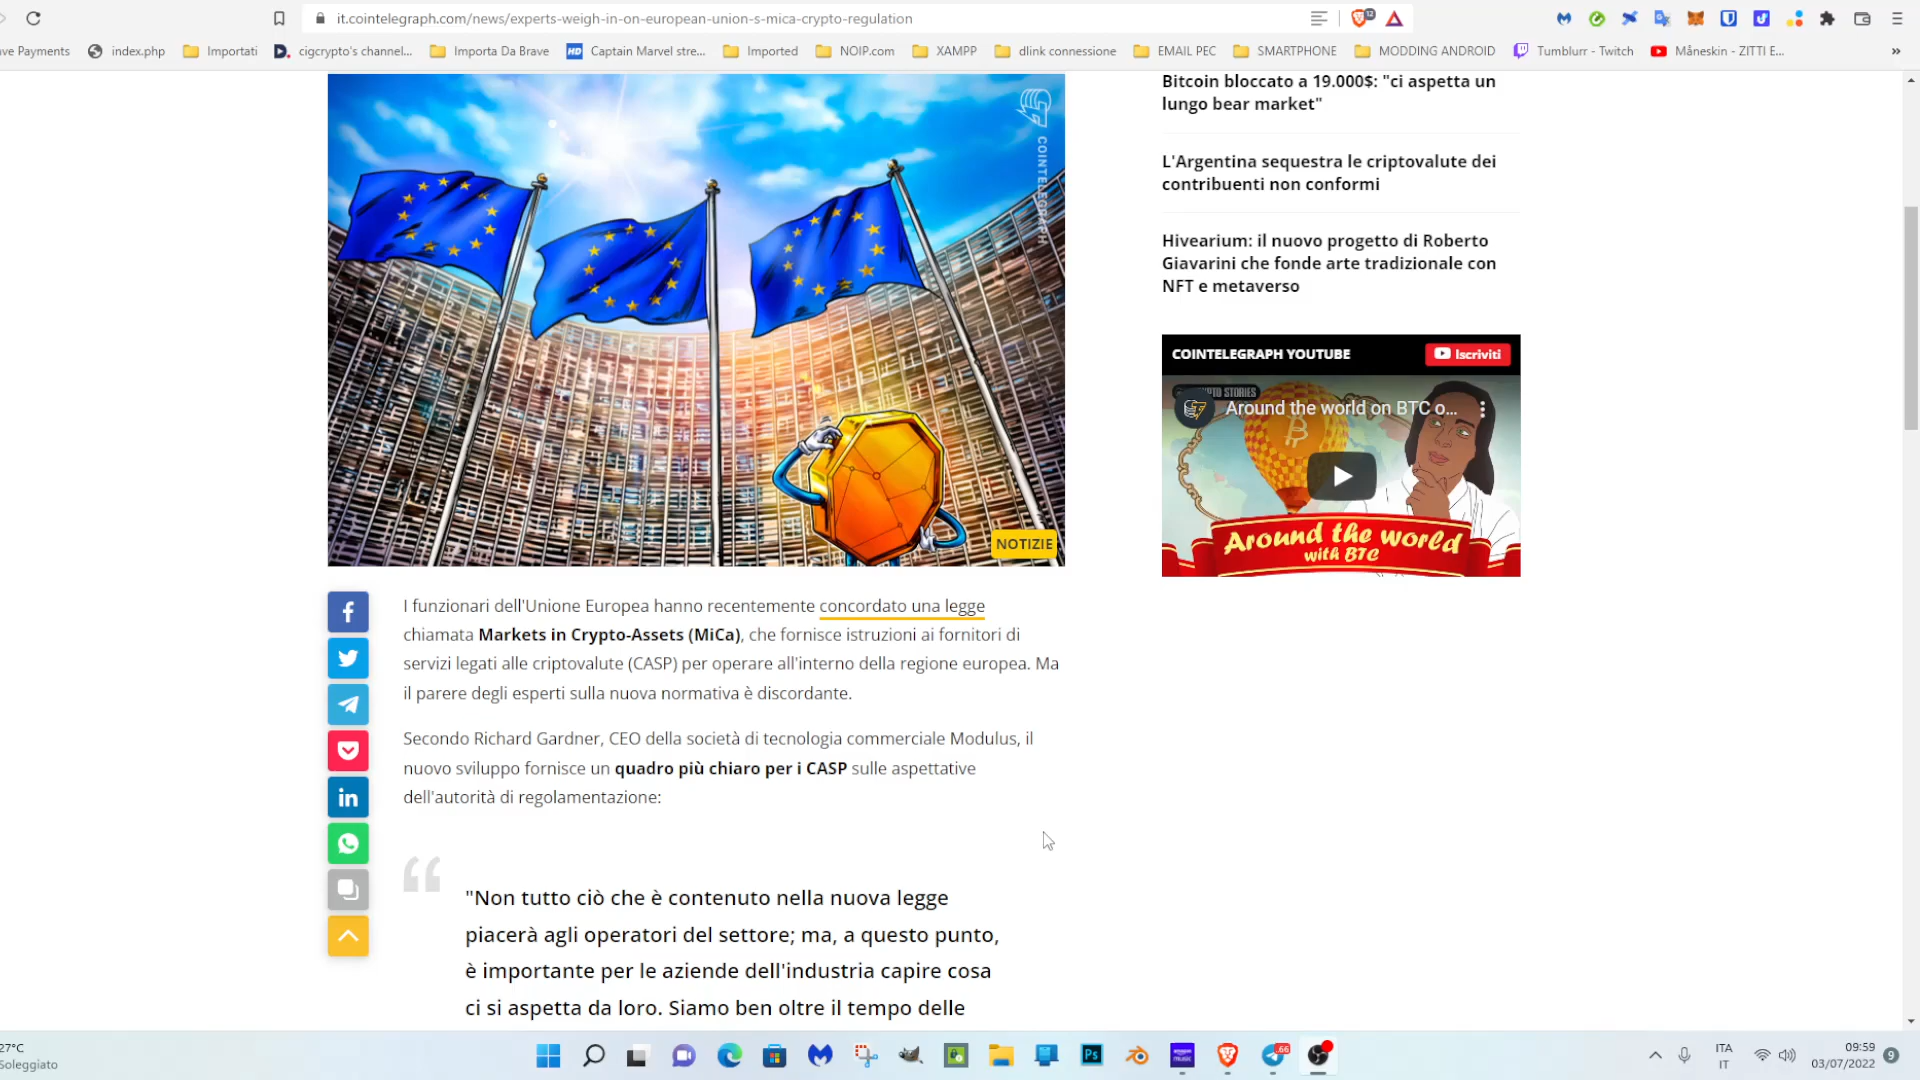 it.cointelegraph.com/news/experts-weigh-in-on-european-union-s-mica-crypto-regulation
12
ve Payments
index.php
Importati
cigcrypto's channel...
Importa Da Brave
HD
Captain Marvel stre...
Imported
NOIP.com
XAMPP
dlink connessione
EMAIL PEC
SMARTPHONE
MODDING ANDROID
Tumblurr - Twitch
Måneskin - ZITTI E...
»
COINTELEGRAPH
NOTIZIE
I funzionari dell'Unione Europea hanno recentemente concordato una legge
chiamata Markets in Crypto-Assets (MiCa), che fornisce istruzioni ai fornitori di
servizi legati alle criptovalute (CASP) per operare all'interno della regione europea. Ma
il parere degli esperti sulla nuova normativa è discordante.
Secondo Richard Gardner, CEO della società di tecnologia commerciale Modulus, il
nuovo sviluppo fornisce un quadro più chiaro per i CASP sulle aspettative
dell'autorità di regolamentazione:
"Non tutto ciò che è contenuto nella nuova legge
piacerà agli operatori del settore; ma, a questo punto,
è importante per le aziende dell'industria capire cosa
ci si aspetta da loro. Siamo ben oltre il tempo delle
Bitcoin bloccato a 19.000$: "ci aspetta un
lungo bear market"
L'Argentina sequestra le criptovalute dei
contribuenti non conformi
Hivearium: il nuovo progetto di Roberto
Giavarini che fonde arte tradizionale con
NFT e metaverso
COINTELEGRAPH YOUTUBE
Iscriviti
STORIES
Around the world on BTC o...
Around the world
with BTC
27°C
Soleggiato
Ps
66
ITA
IT
09:59
03/07/2022
9